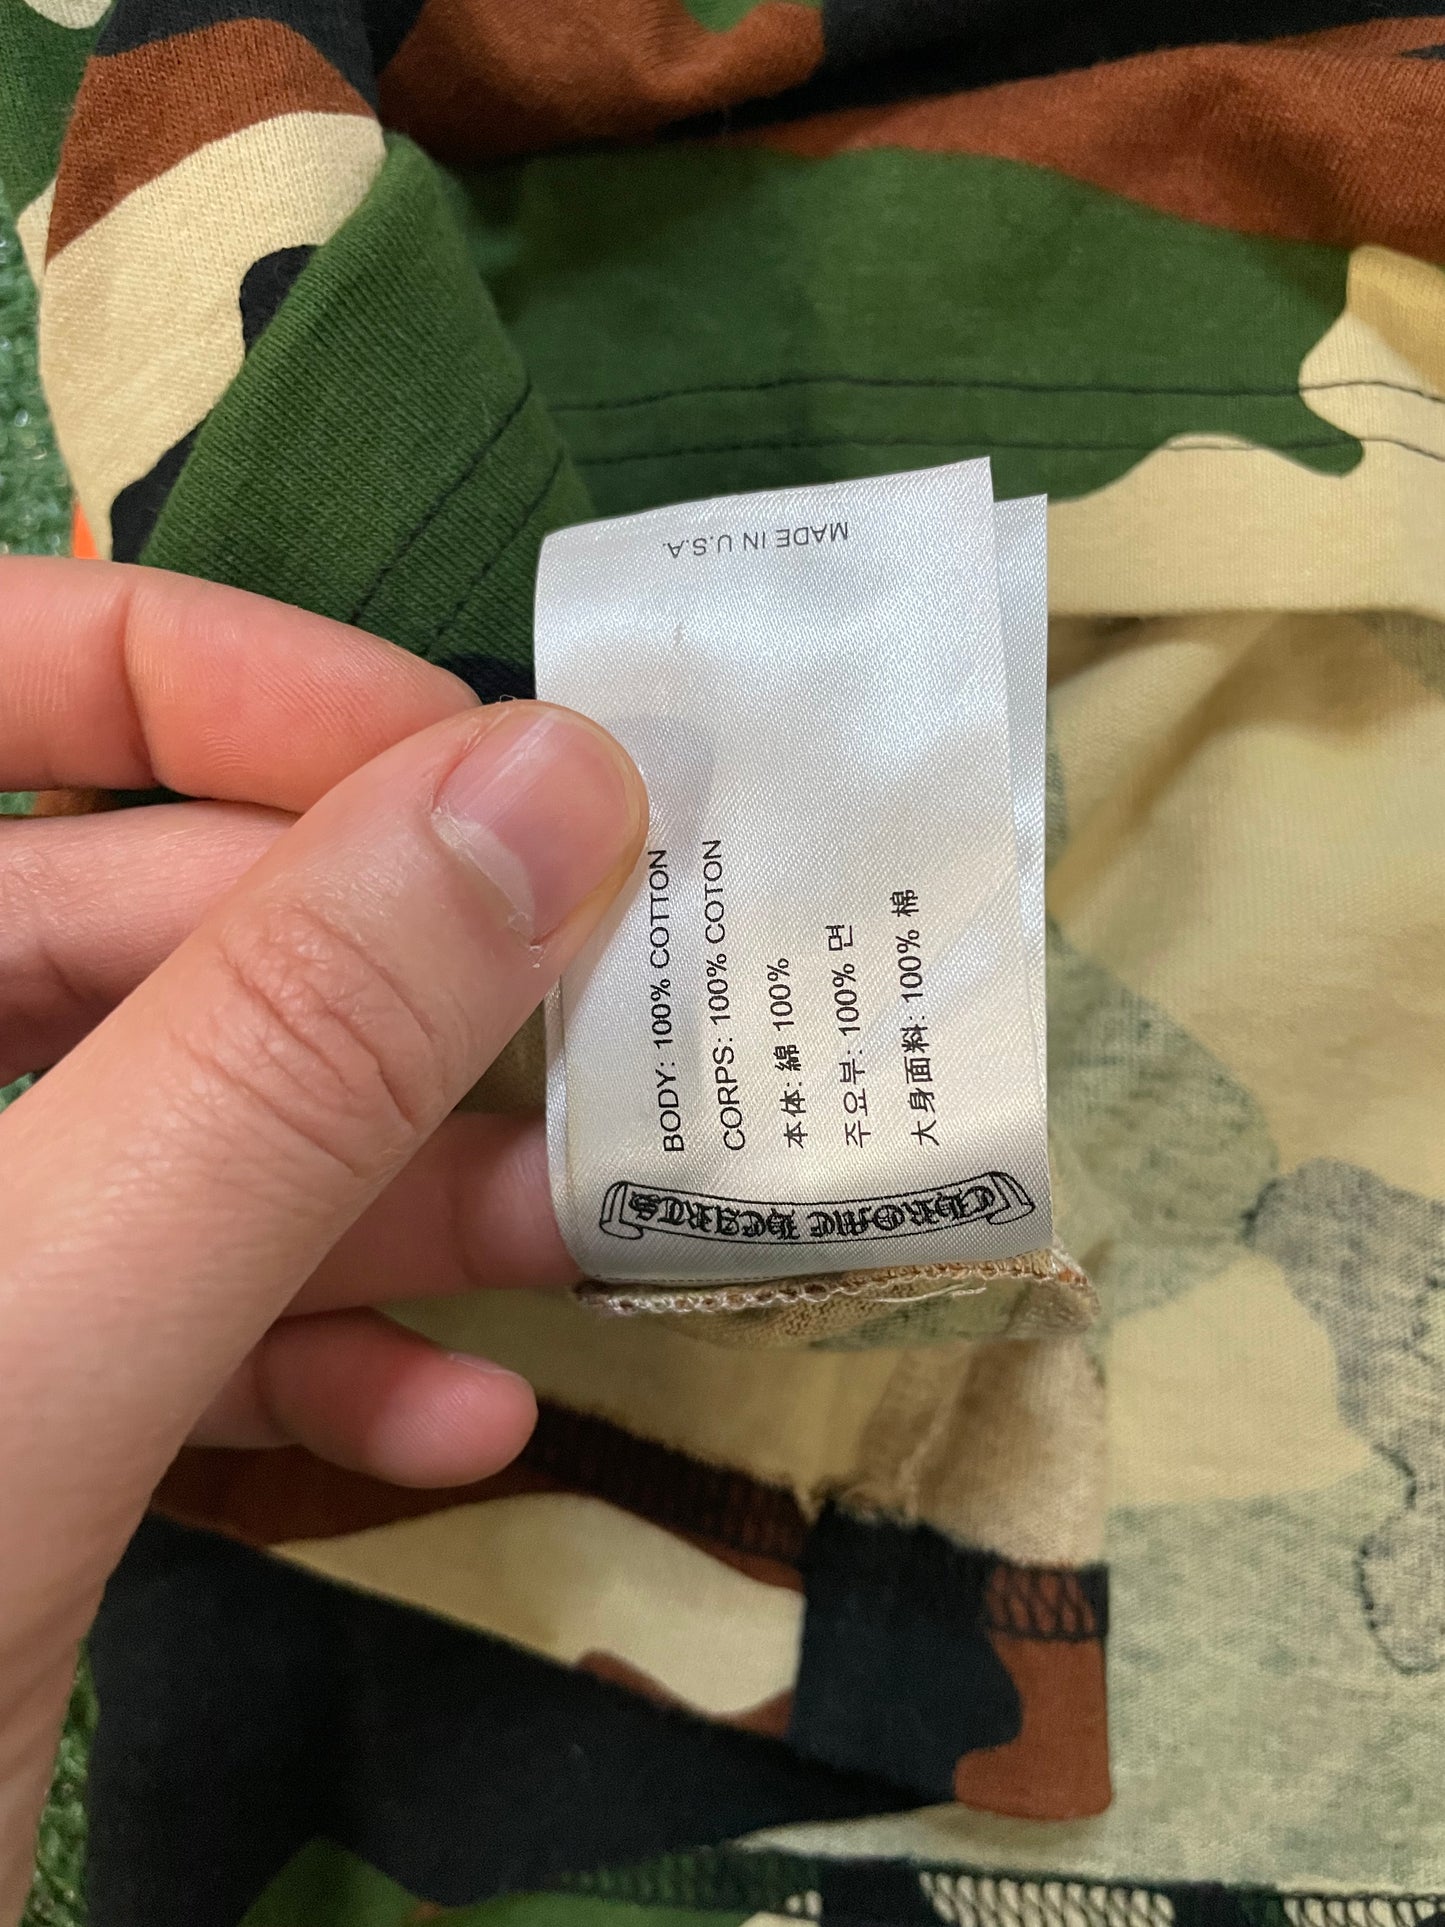 MADE IN U.S.A.
BODY: 100% COTTON
CORPS: 100% COTON
本体: 綿 100%
주요부: 100% 면
大身面料: 100% 棉
CHROME HEARTS